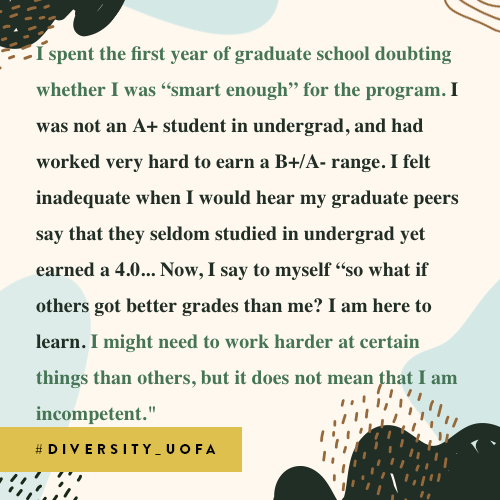 I spent the first year of graduate school doubting
whether I was “smart enough” for the program. I
was not an A+ student in undergrad, and had
worked very hard to earn a B+/A- range. I felt
inadequate when I would hear my graduate peers
say that they seldom studied in undergrad yet
earned a 4.0... Now, I say to myself “so what if
others got better grades than me? I am here to
learn. I might need to work harder at certain
things than others, but it does not mean that I am
incompetent."
#DIVERSITY_UOFA